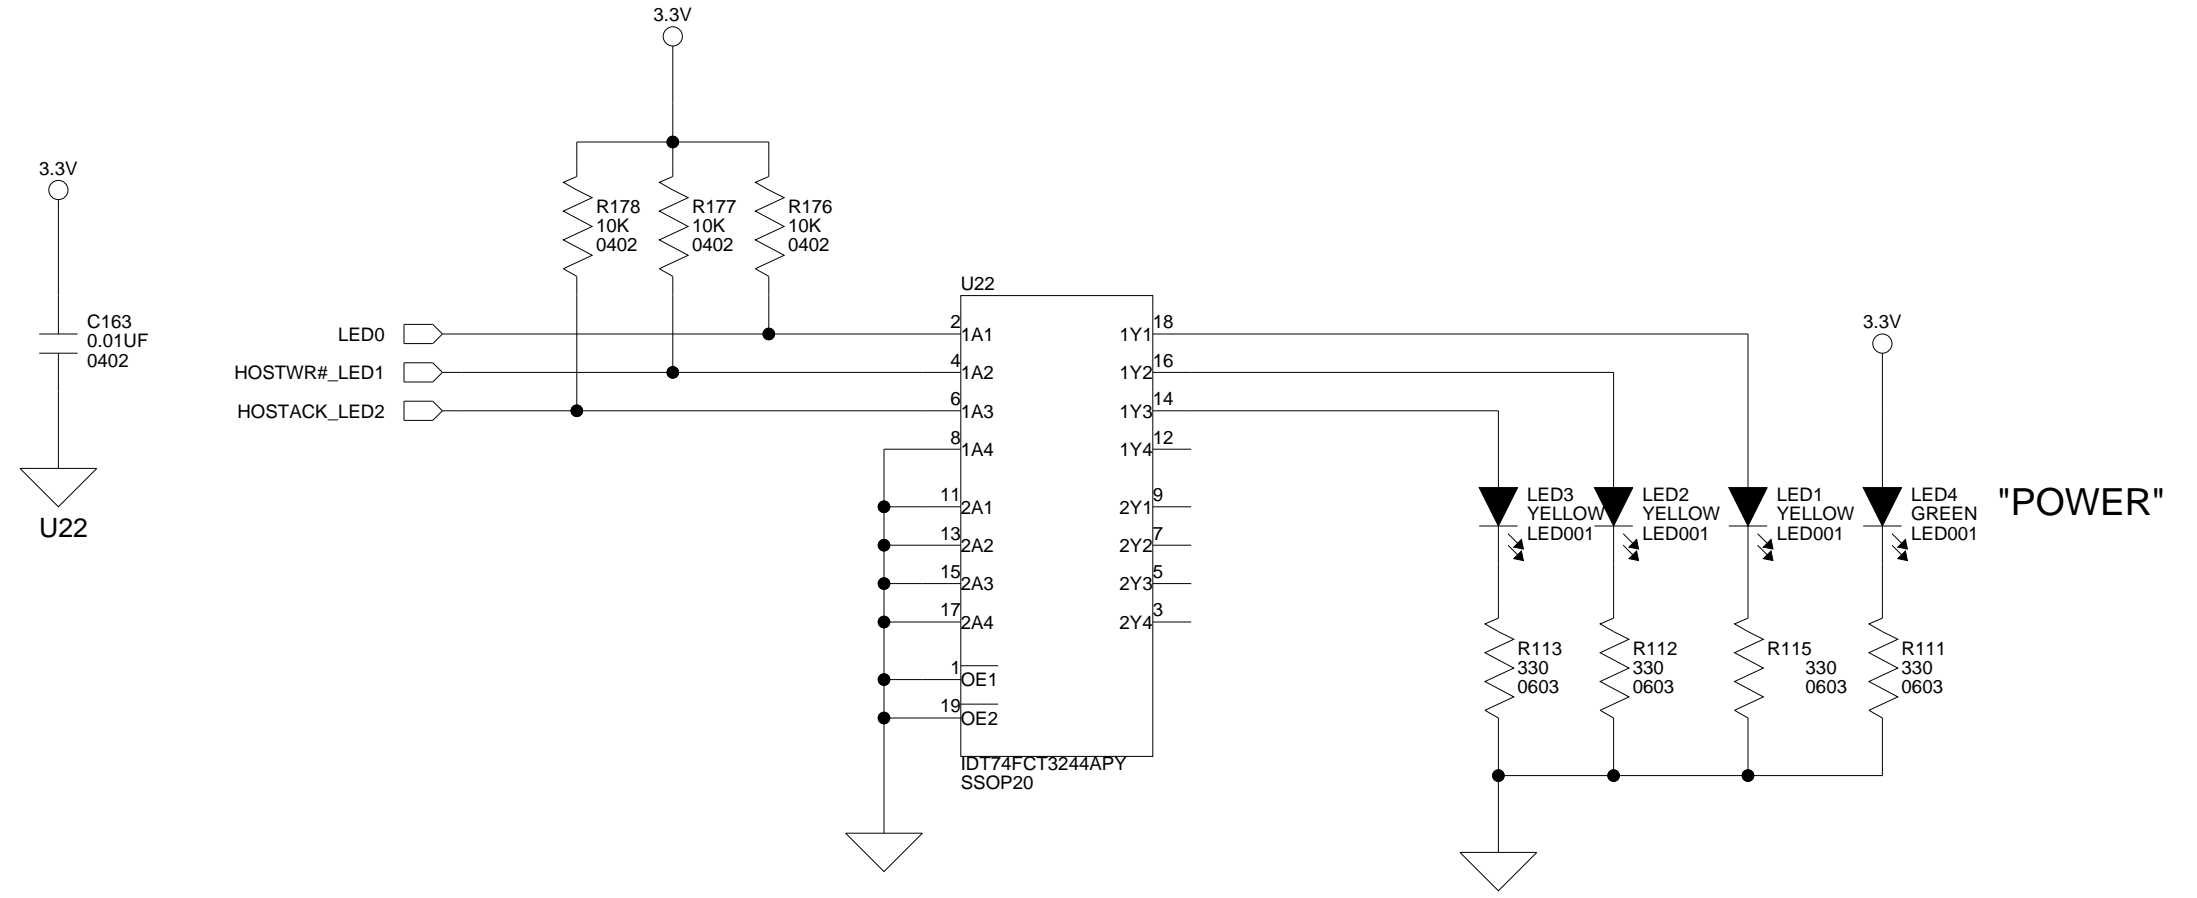 3.3V
3.3V
R178
10K
0402
R177
10K
0402
R176
10K
0402
C163
0.01UF
0402
U22
LED0
HOSTWR#_LED1
HOSTACK_LED2
U22
2
1A1
4
1A2
6
1A3
8
1A4
11
2A1
13
2A2
15
2A3
17
2A4
1
OE1
19
OE2
18
1Y1
16
1Y2
14
1Y3
12
1Y4
9
2Y1
7
2Y2
5
2Y3
3
2Y4
IDT74FCT3244APY
SSOP20
3.3V
LED3
YELLOW
LED001
LED2
YELLOW
LED001
LED1
YELLOW
LED001
LED4
GREEN
LED001
"POWER"
R113
330
0603
R112
330
0603
R115
330
0603
R111
330
0603